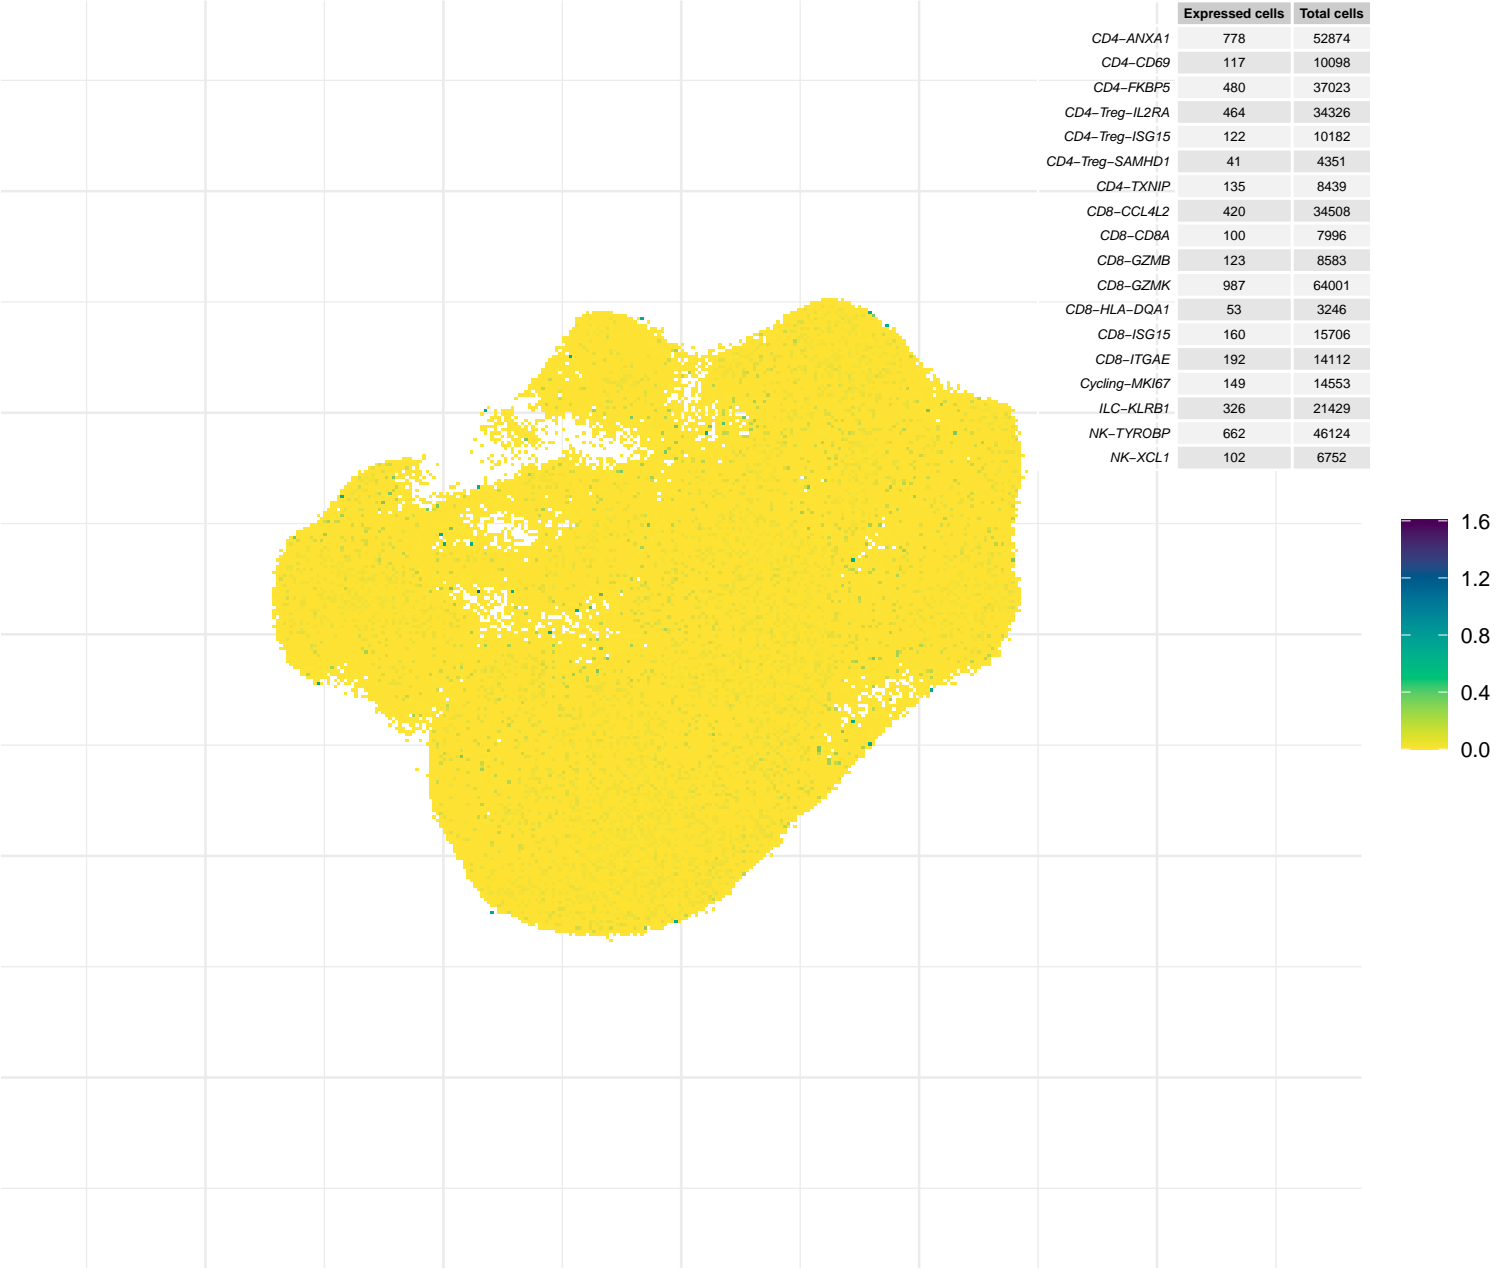 Expressed cells Total cells
CD4−ANXA1 778 52874
CD4−CD69 117 10098
CD4−FKBP5 480 37023
CD4−Treg−IL2RA 464 34326
CD4−Treg−ISG15 122 10182
CD4−Treg−SAMHD1 41 4351
CD4−TXNIP 135 8439
CD8−CCL4L2 420 34508
CD8−CD8A 100 7996
CD8−GZMB 123 8583
CD8−GZMK 987 64001
CD8−HLA−DQA1 53 3246
CD8−ISG15 160 15706
CD8−ITGAE 192 14112
Cycling−MKI67 149 14553
ILC−KLRB1 326 21429
NK−TYROBP 662 46124
NK−XCL1 102 6752
1.6
1.2
0.8
0.4
0.0